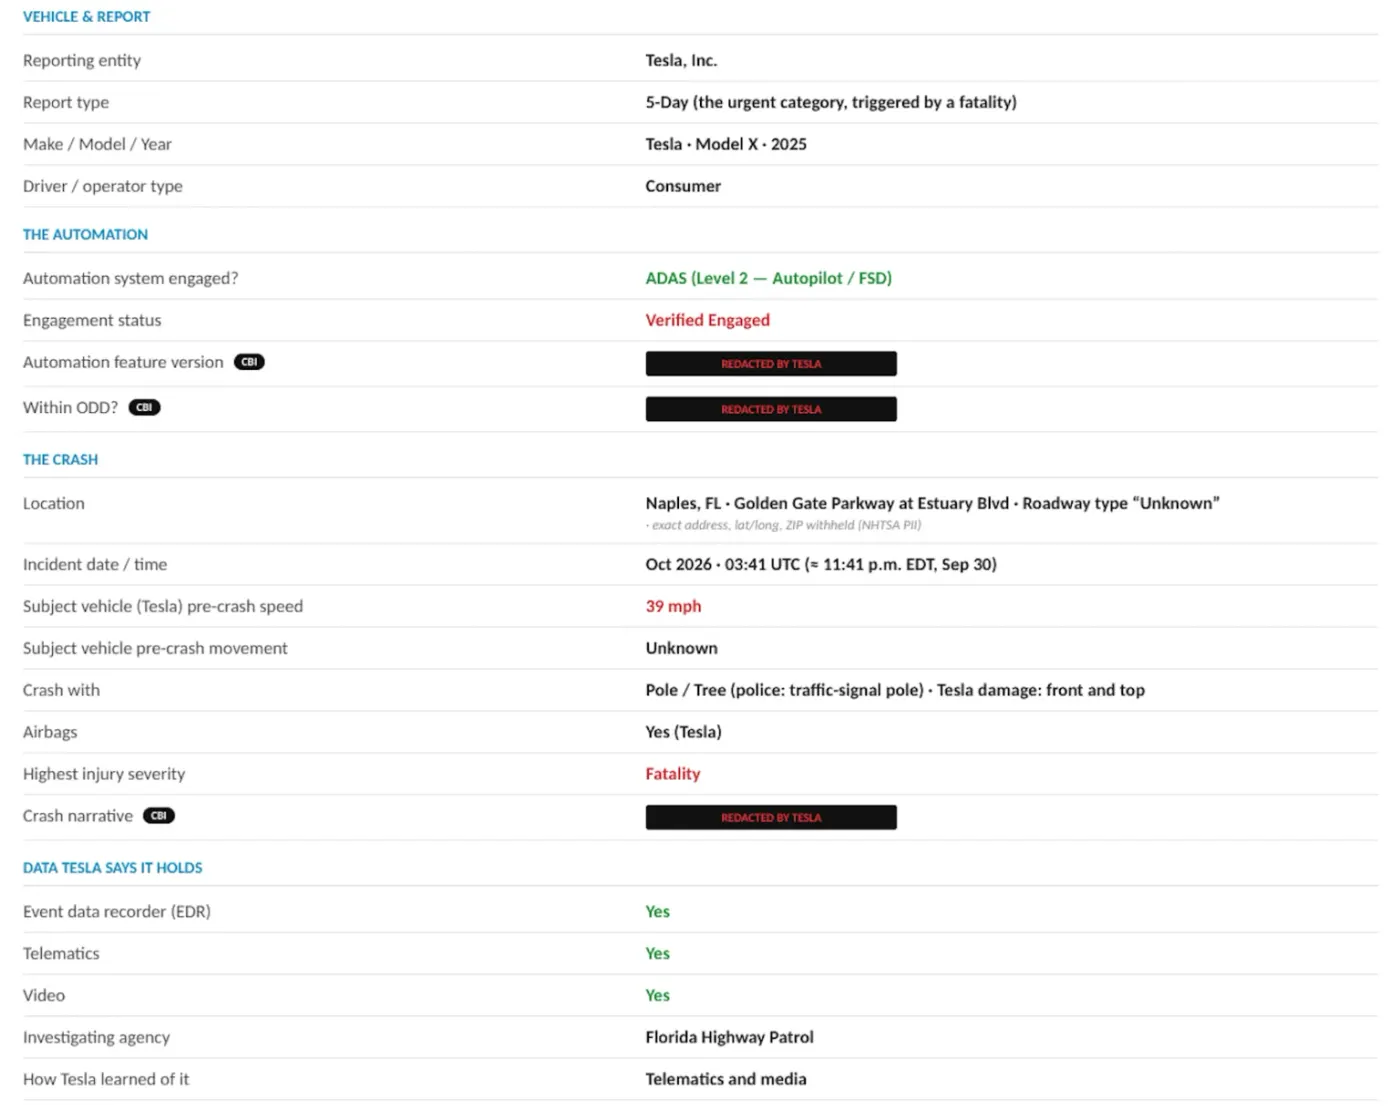 VEHICLE & REPORT
Reporting entity Tesla, Inc.
Report type 5-Day (the urgent category, triggered by a fatality)
Make / Model / Year Tesla · Model X · 2025
Driver / operator type Consumer
THE AUTOMATION
Automation system engaged? ADAS (Level 2 — Autopilot / FSD)
Engagement status Verified Engaged
Automation feature version CBI REDACTED BY TESLA
Within ODD? CBI REDACTED BY TESLA
THE CRASH
Location Naples, FL · Golden Gate Parkway at Estuary Blvd · Roadway type “Unknown”
· exact address, lat/long, ZIP withheld (NHTSA PII)
Incident date / time Oct 2026 · 03:41 UTC (≈ 11:41 p.m. EDT, Sep 30)
Subject vehicle (Tesla) pre-crash speed 39 mph
Subject vehicle pre-crash movement Unknown
Crash with Pole / Tree (police: traffic-signal pole) · Tesla damage: front and top
Airbags Yes (Tesla)
Highest injury severity Fatality
Crash narrative CBI REDACTED BY TESLA
DATA TESLA SAYS IT HOLDS
Event data recorder (EDR) Yes
Telematics Yes
Video Yes
Investigating agency Florida Highway Patrol
How Tesla learned of it Telematics and media